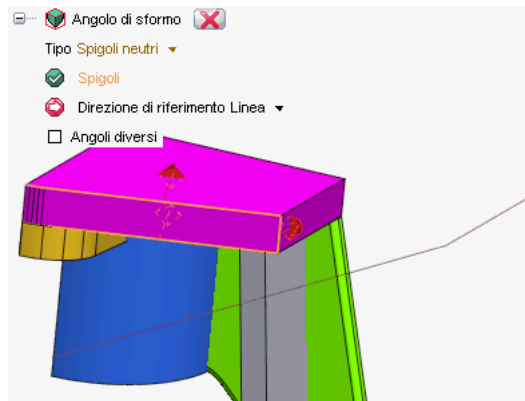 Angolo di sformo
Tipo Spigoli neutri
Spigoli
Direzione di riferimento Linea
Angoli diversi